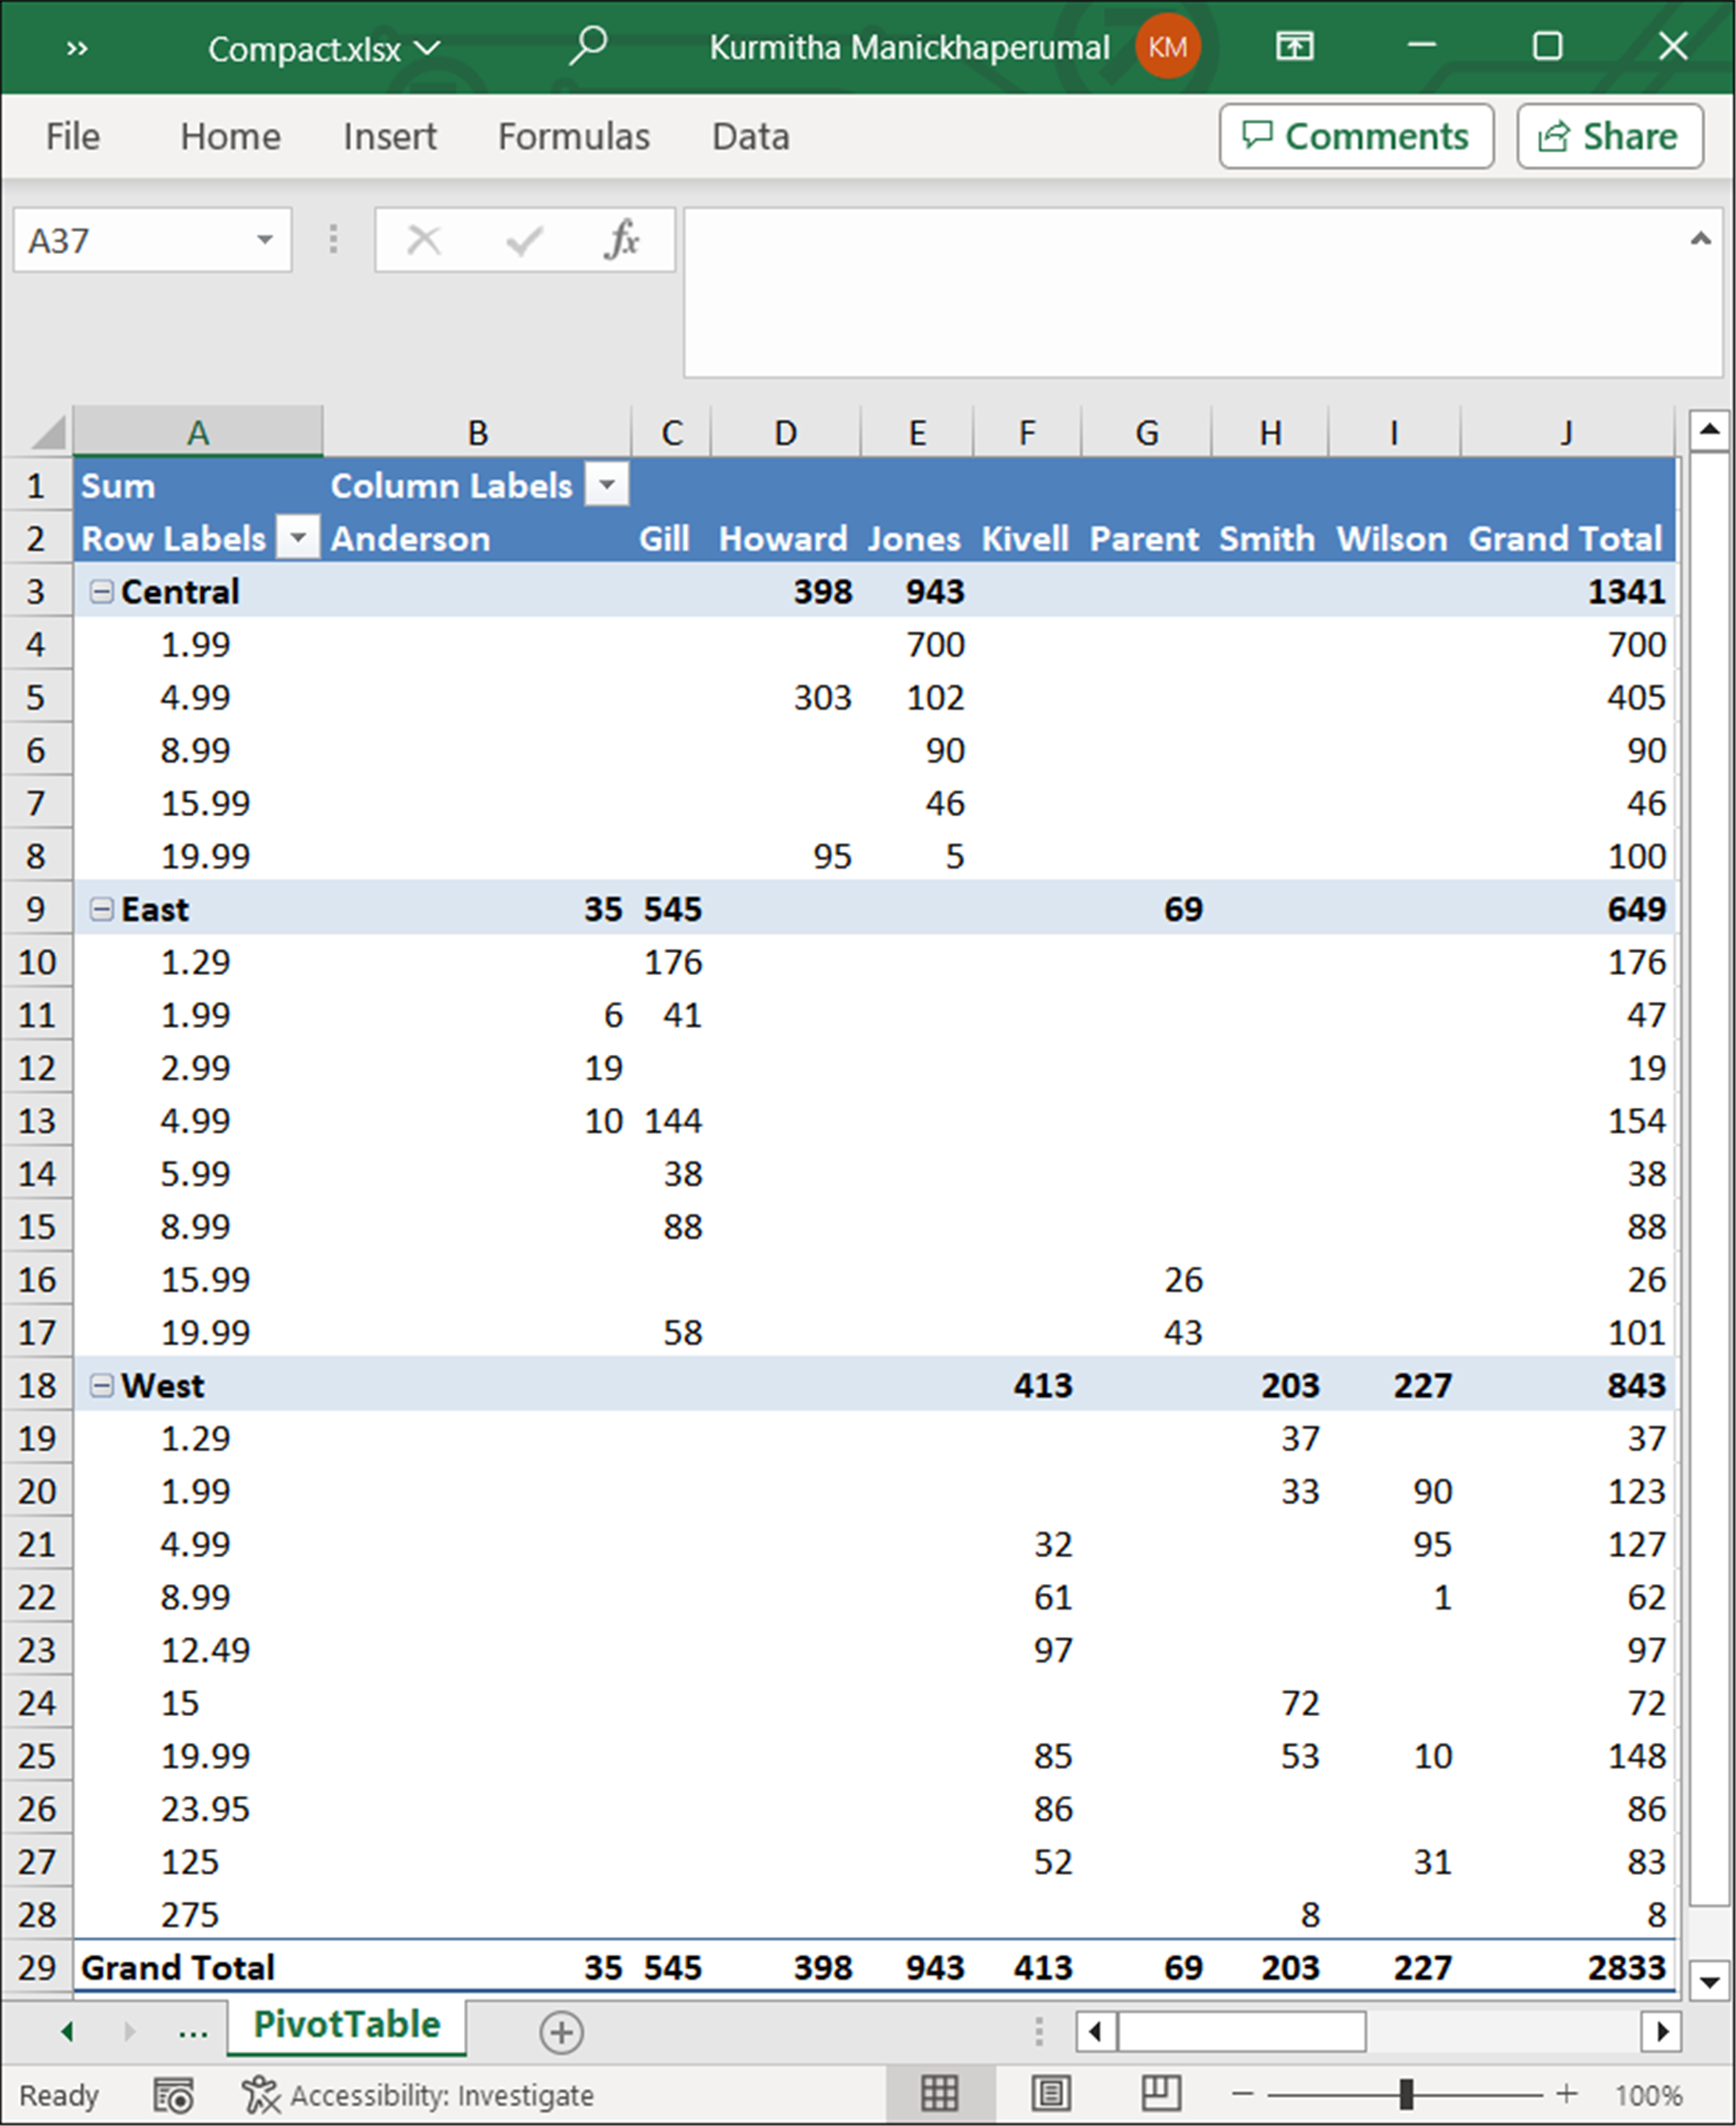 » Compact.xlsx Kurmitha Manickhaperumal KM
File Home Insert Formulas Data Comments Share
A37 fx
A B C D E F G H I J
1 Sum Column Labels
2 Row Labels Anderson Gill Howard Jones Kivell Parent Smith Wilson Grand Total
3 Central 398 943 1341
4 1.99 700 700
5 4.99 303 102 405
6 8.99 90 90
7 15.99 46 46
8 19.99 95 5 100
9 East 35 545 69 649
10 1.29 176 176
11 1.99 6 41 47
12 2.99 19 19
13 4.99 10 144 154
14 5.99 38 38
15 8.99 88 88
16 15.99 26 26
17 19.99 58 43 101
18 West 413 203 227 843
19 1.29 37 37
20 1.99 33 90 123
21 4.99 32 95 127
22 8.99 61 1 62
23 12.49 97 97
24 15 72 72
25 19.99 85 53 10 148
26 23.95 86 86
27 125 52 31 83
28 275 8 8
29 Grand Total 35 545 398 943 413 69 203 227 2833
... PivotTable
Ready Accessibility: Investigate 100%